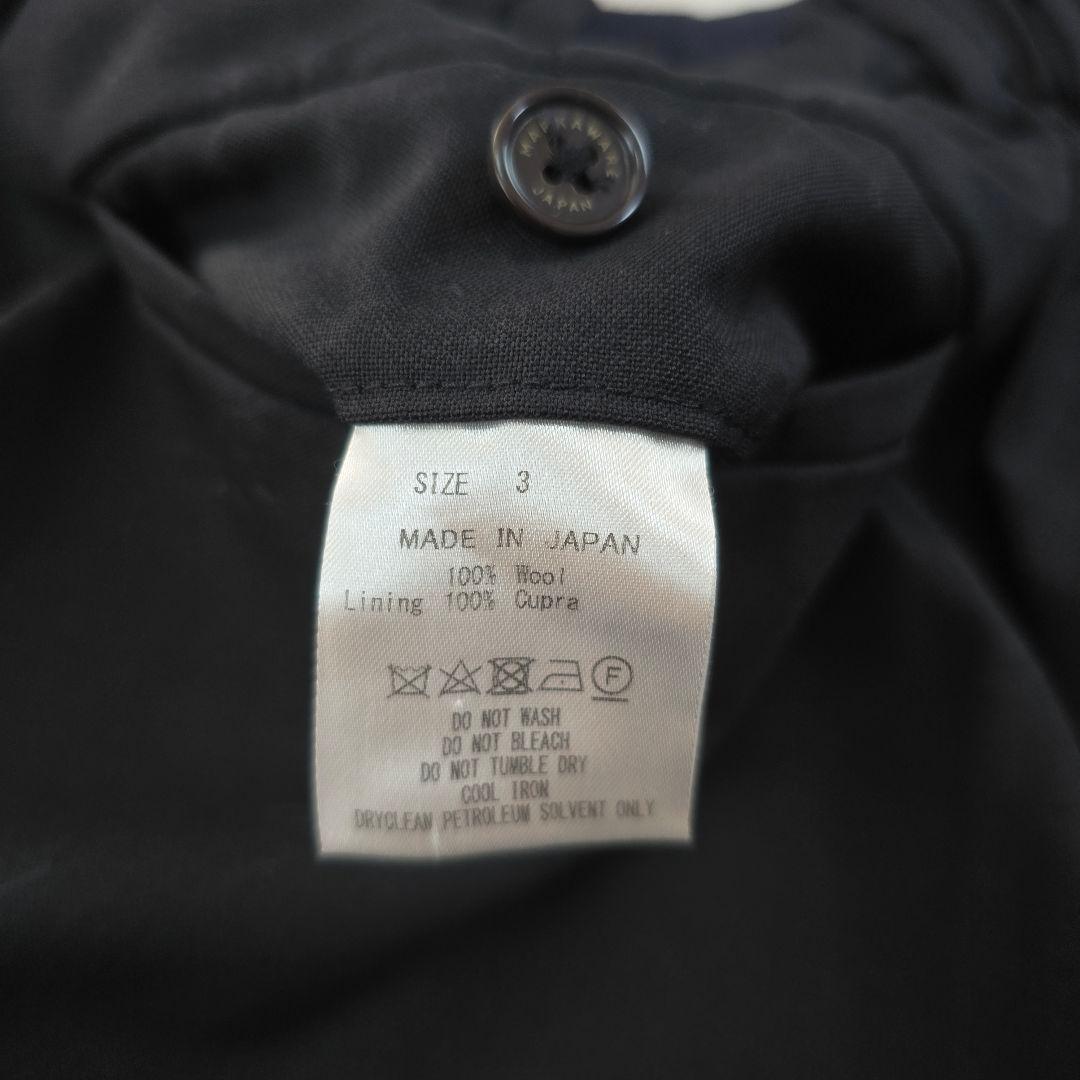 MARKAWARE
JAPAN
SIZE 3
MADE IN JAPAN
100% Wool
Lining 100% Cupra
F
DO NOT WASH
DO NOT BLEACH
DO NOT TUMBLE DRY
COOL IRON
DRYCLEAN PETROLEUM SOLVENT ONLY